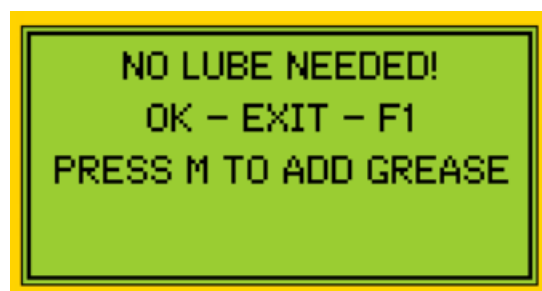 NO LUBE NEEDED!
OK - EXIT - F1
PRESS M TO ADD GREASE